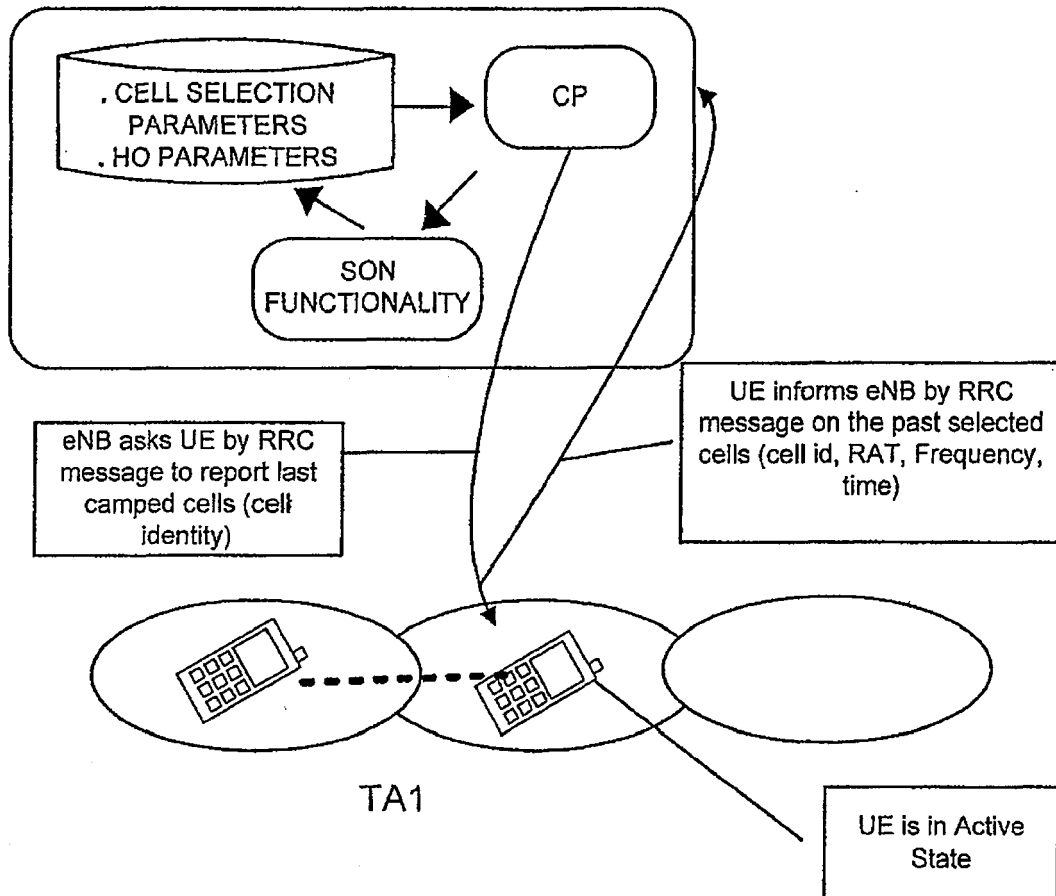 . CELL SELECTION
PARAMETERS
. HO PARAMETERS
CP
SON
FUNCTIONALITY
eNB asks UE by RRC
message to report last
camped cells (cell
identity)
UE informs eNB by RRC
message on the past selected
cells (cell id, RAT, Frequency,
time)
TA1
UE is in Active
State